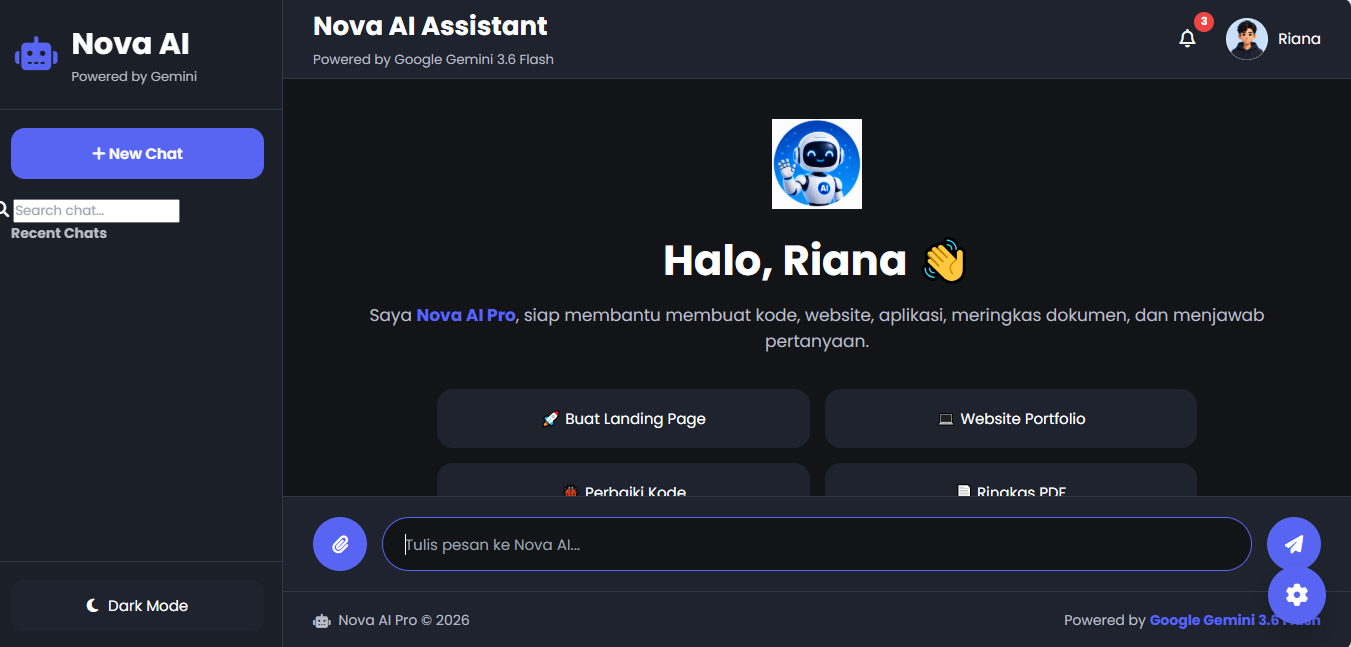 Nova AI
Powered by Gemini
+ New Chat
Search chat...
Recent Chats
Dark Mode
Nova AI Assistant
Powered by Google Gemini 3.6 Flash
3
Riana
AI
Halo, Riana 👋
Saya Nova AI Pro, siap membantu membuat kode, website, aplikasi, meringkas dokumen, dan menjawab
pertanyaan.
🚀 Buat Landing Page
💻 Website Portfolio
🐞 Perbaiki Kode
📄 Ringkas PDF
Tulis pesan ke Nova AI...
Nova AI Pro © 2026
Powered by Google Gemini 3.6 Flash